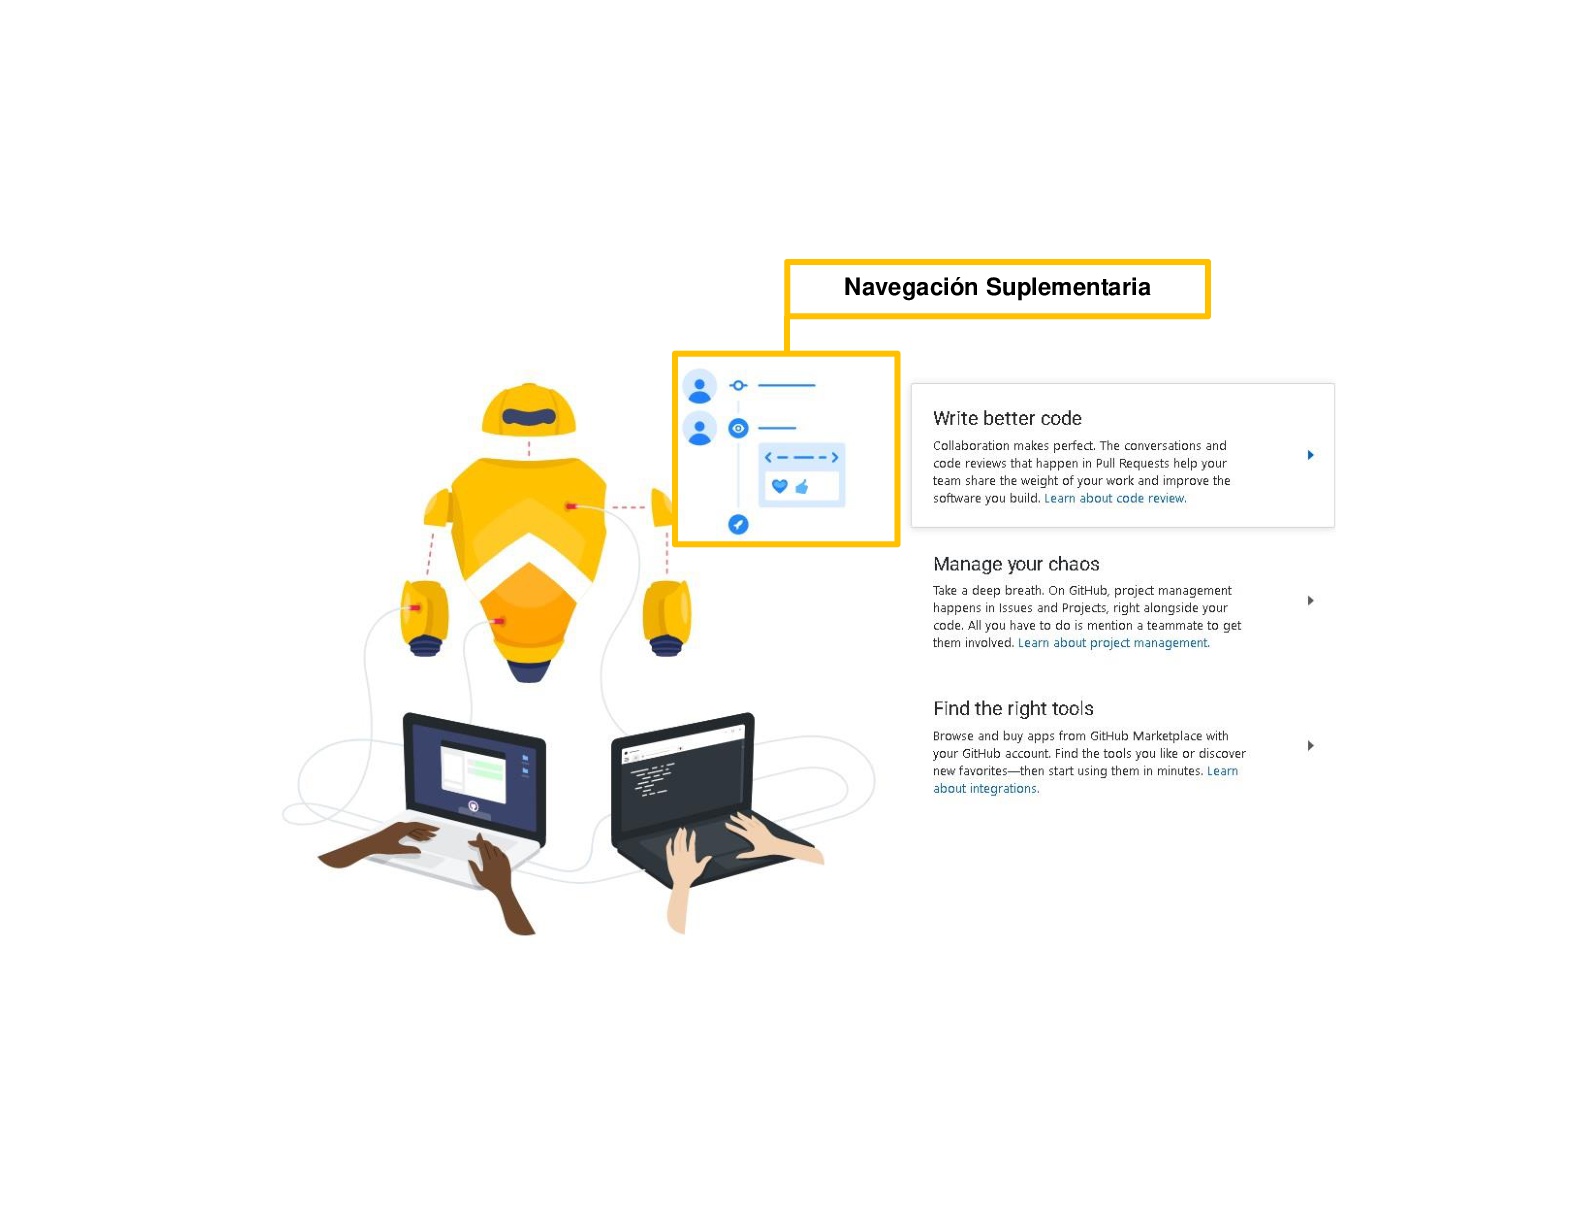 Navegación Suplementaria
Write better code
Collaboration makes perfect. The conversations and
code reviews that happen in Pull Requests help your
team share the weight of your work and improve the
software you build. Learn about code review.
Manage your chaos
Take a deep breath. On GitHub, project management
happens in Issues and Projects, right alongside your
code. All you have to do is mention a teammate to get
them involved. Learn about project management.
Find the right tools
Browse and buy apps from GitHub Marketplace with
your GitHub account. Find the tools you like or discover
new favorites—then start using them in minutes. Learn
about integrations.